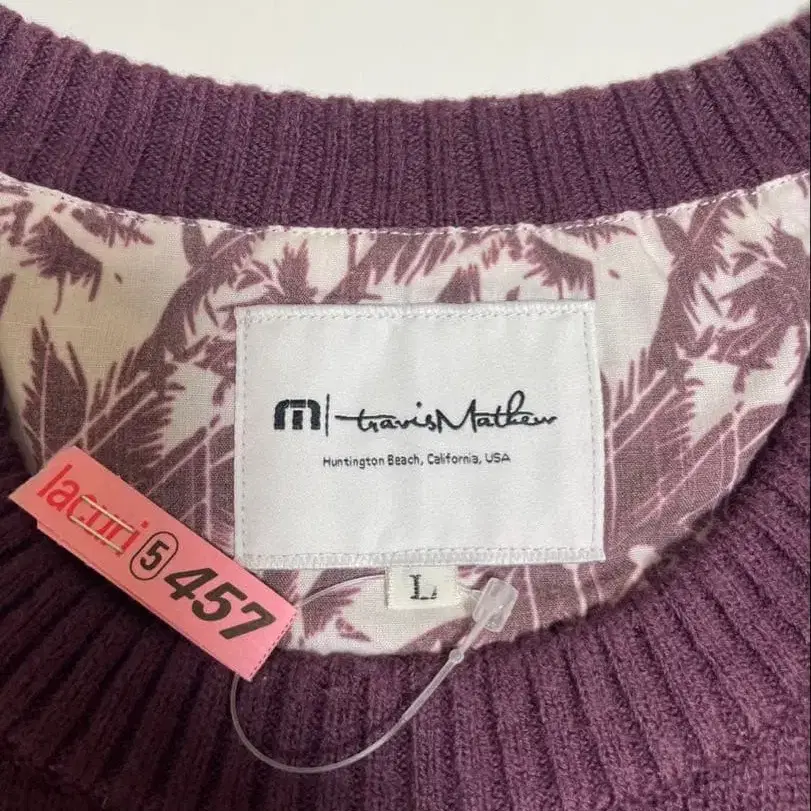 m | travisMathew
Huntington Beach, California, USA
lacuri ⑤ 457
L